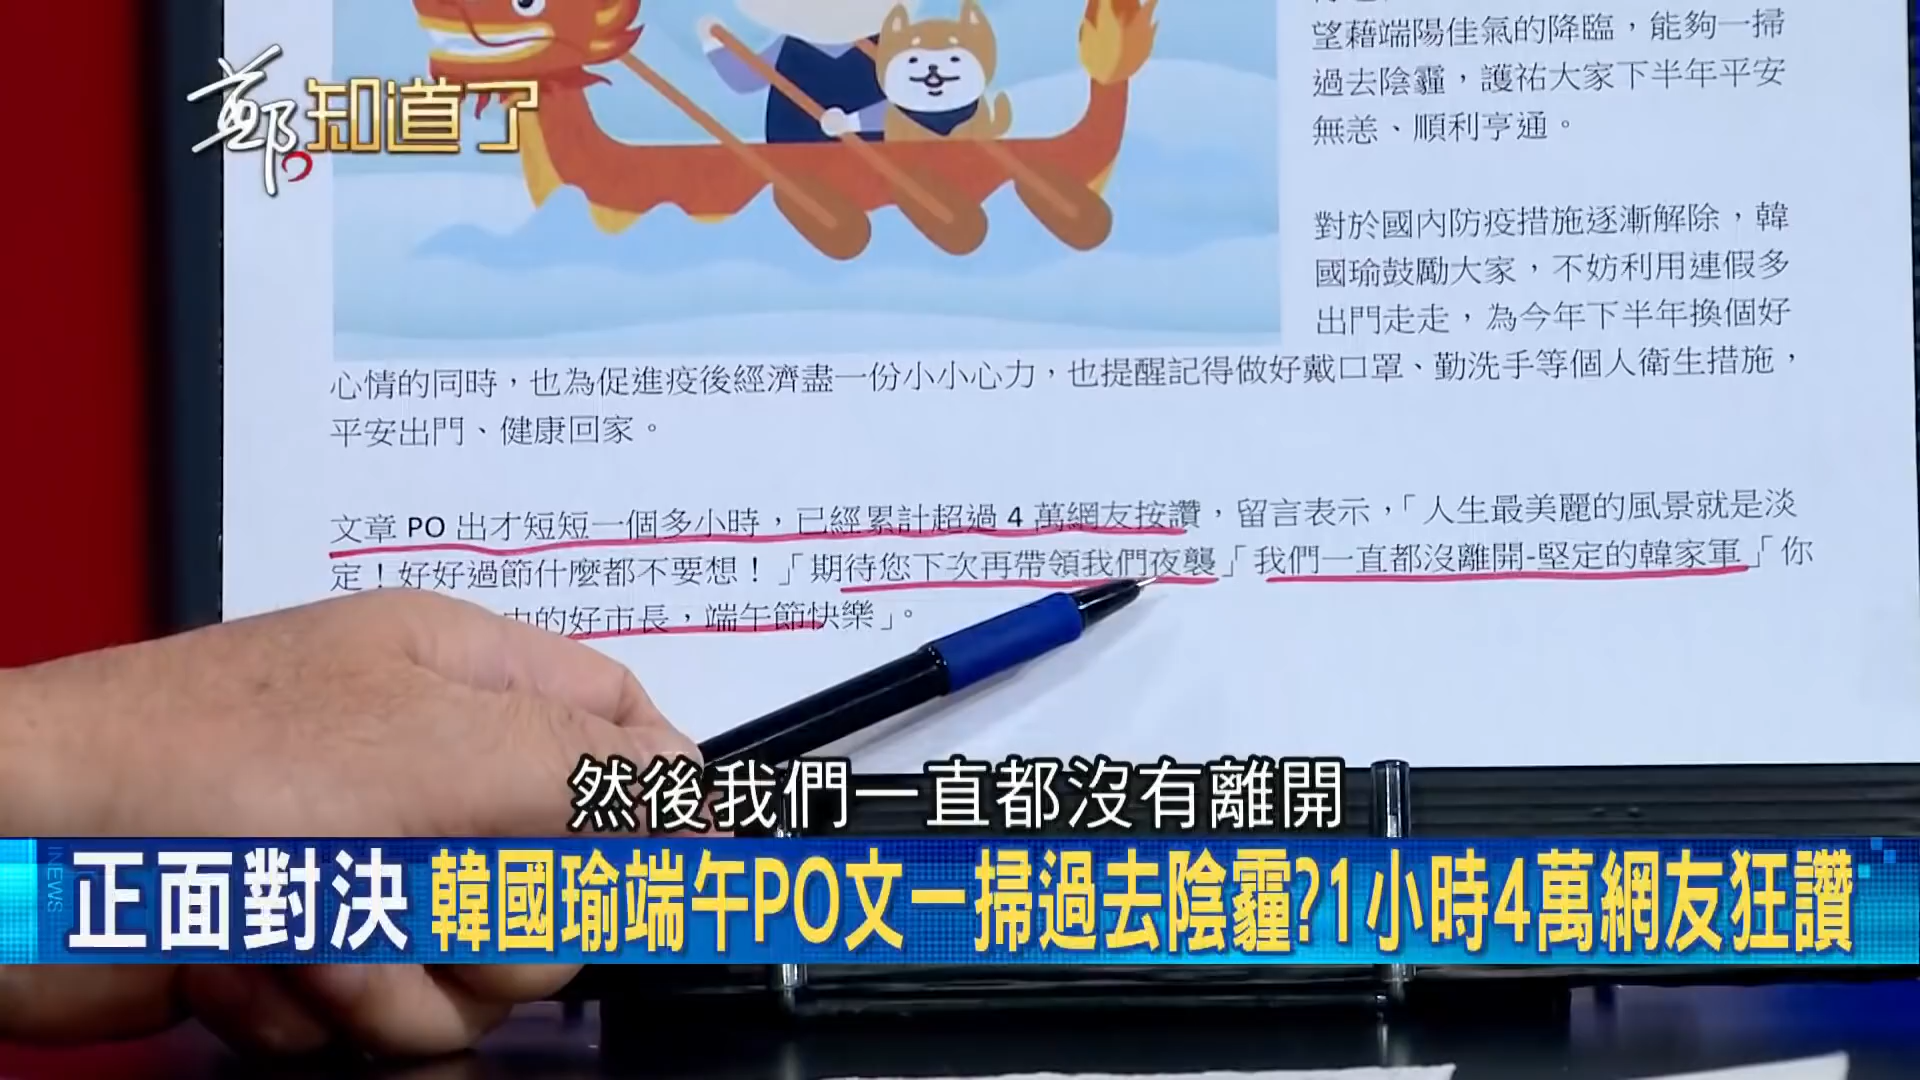 鄭知道了
望藉端陽佳氣的降臨，能夠一掃
過去陰霾，護祐大家下半年平安
無恙、順利亨通。
對於國內防疫措施逐漸解除，韓
國瑜鼓勵大家，不妨利用連假多
出門走走，為今年下半年換個好
心情的同時，也為促進疫後經濟盡一份小小心力，也提醒記得做好戴口罩、勤洗手等個人衛生措施，
平安出門、健康回家。
文章 PO 出才短短一個多小時，已經累計超過 4 萬網友按讚，留言表示，「人生最美麗的風景就是淡
定！好好過節什麼都不要想！」「期待您下次再帶領我們夜襲」「我們一直都沒離開-堅定的韓家軍」「你
中的好市長，端午節快樂」。
然後我們一直都沒有離開
INEWS
正面對決 韓國瑜端午PO文一掃過去陰霾?1小時4萬網友狂讚